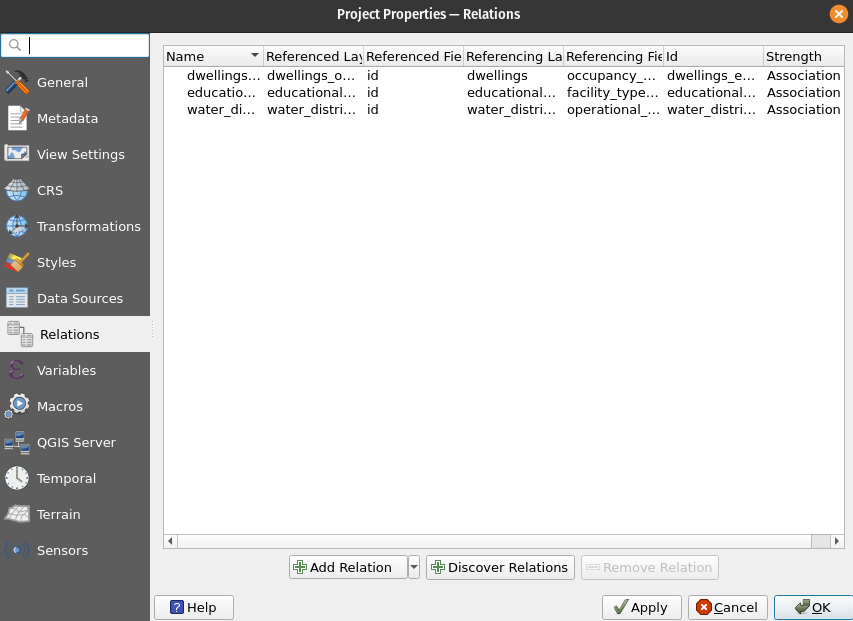 Project Properties — Relations
General
Metadata
View Settings
CRS
Transformations
Styles
Data Sources
Relations
Variables
Macros
QGIS Server
Temporal
Terrain
Sensors
Name Referenced Lay Referenced Fie Referencing La Referencing Fie Id Strength
dwellings... dwellings_o... id dwellings occupancy_... dwellings_e... Association
educatio... educational... id educational... facility_type... educational... Association
water_di... water_distri... id water_distri... operational_... water_distri... Association
Add Relation Discover Relations Remove Relation
Help Apply Cancel OK